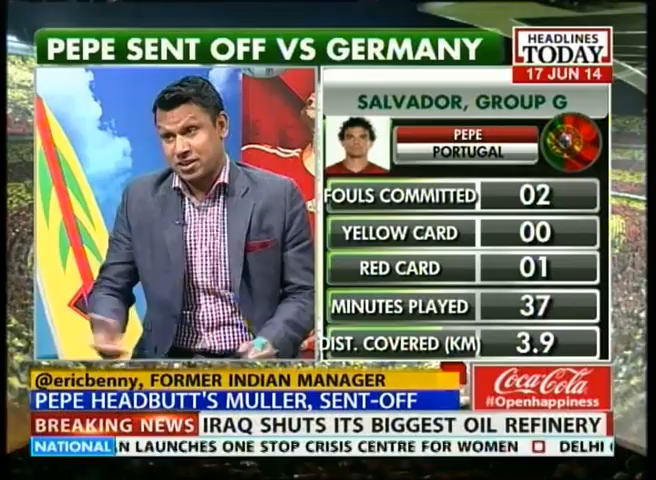 PEPE SENT OFF VS GERMANY
HEADLINES
TODAY
17 JUN 14
SALVADOR, GROUP G
PEPE
PORTUGAL
FOULS COMMITTED 02
YELLOW CARD 00
RED CARD 01
MINUTES PLAYED 37
DIST. COVERED (KM) 3.9
@ericbenny, FORMER INDIAN MANAGER
PEPE HEADBUTT'S MULLER, SENT-OFF
Coca-Cola
#Openhappiness
BREAKING NEWS IRAQ SHUTS ITS BIGGEST OIL REFINERY
NATIONAL N LAUNCHES ONE STOP CRISIS CENTRE FOR WOMEN DELHI